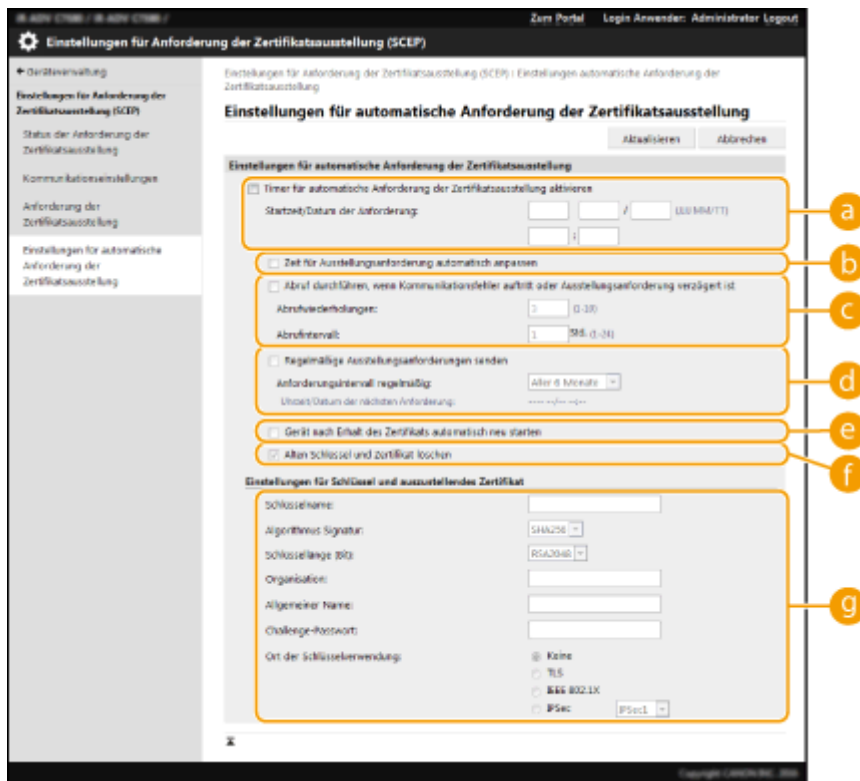 Zum Portal Login Anwender: Administrator Logout
Einstellungen für Anforderung der Zertifikatsausstellung (SCEP)
Geräteverwaltung
Einstellungen für Anforderung der
Zertifikatsausstellung (SCEP)
Status der Anforderung der
Zertifikatsausstellung
Kommunikationseinstellungen
Anforderung der
Zertifikatsausstellung
Einstellungen für automatische
Anforderung der
Zertifikatsausstellung
Einstellungen für Anforderung der Zertifikatsausstellung (SCEP) : Einstellungen automatische Anforderung der
Zertifikatsausstellung
Einstellungen für automatische Anforderung der Zertifikatsausstellung
Aktualisieren Abbrechen
Einstellungen für automatische Anforderung der Zertifikatsausstellung
Timer für automatische Anforderung der Zertifikatsausstellung aktivieren
Startzeit/Datum der Anforderung: / (JJJJ MM/TT)
:
a
Zeit für Ausstellungsanforderung automatisch anpassen
b
Abruf durchführen, wenn Kommunikationsfehler auftritt oder Ausstellungsanforderung verzögert ist
Abrufwiederholungen: 3 (1-10)
Abrufintervall: 1 Std. (1-24)
c
Regelmäßige Ausstellungsanforderungen senden
Anforderungsintervall regelmäßig: Aller 6 Monate
Uhrzeit/Datum der nächsten Anforderung: ---- --/-- --:--
d
Gerät nach Erhalt des Zertifikats automatisch neu starten
e
Alten Schlüssel und Zertifikat löschen
f
Einstellungen für Schlüssel und auszustellendes Zertifikat
Schlüsselname:
Algorithmus Signatur: SHA256
Schlüssellänge (Bit): RSA2048
Organisation:
Allgemeiner Name:
Challenge-Passwort:
Ort der Schlüsselverwendung: Keine
TLS
IEEE 802.1X
IPSec IPSec1
g